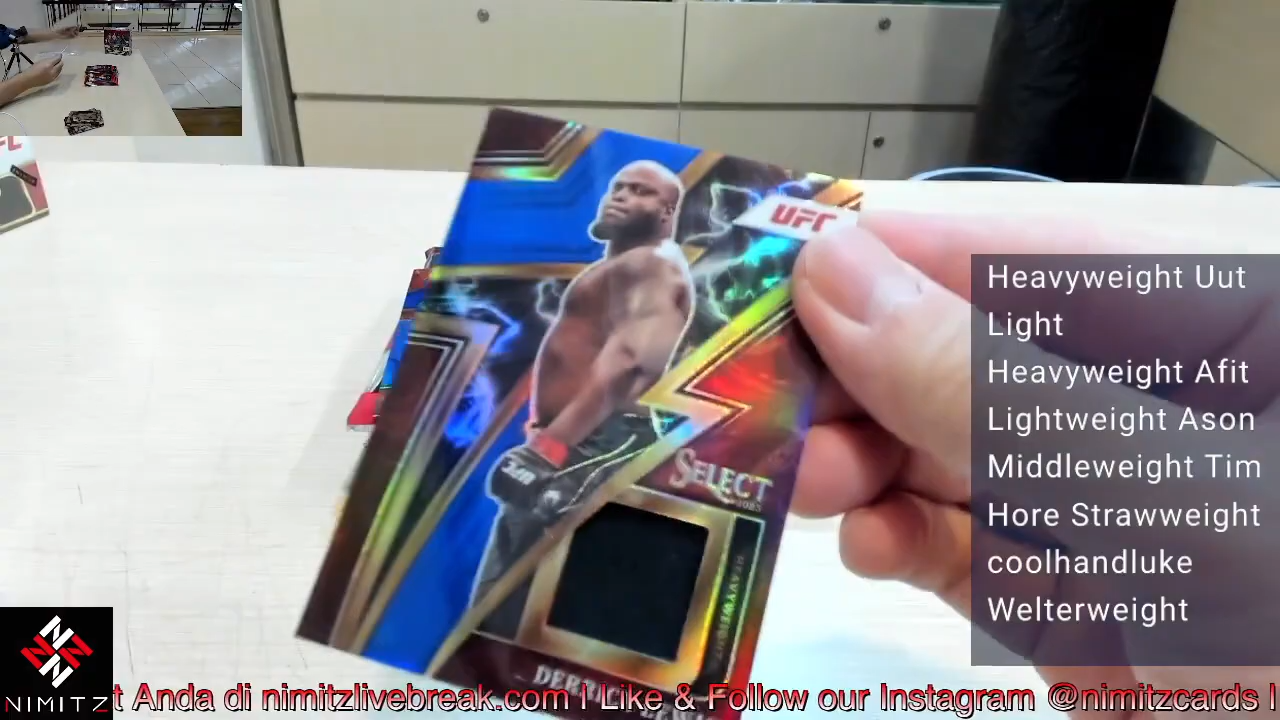 UFC
Heavyweight Uut
Light
Heavyweight Afit
Lightweight Ason
Middleweight Tim
Hore Strawweight
coolhandluke
Welterweight
SELECT
HEAVYWEIGHT
NIMITZ
t Anda di nimitzlivebreak.com I Like & Follow our Instagram @nimitzcards I